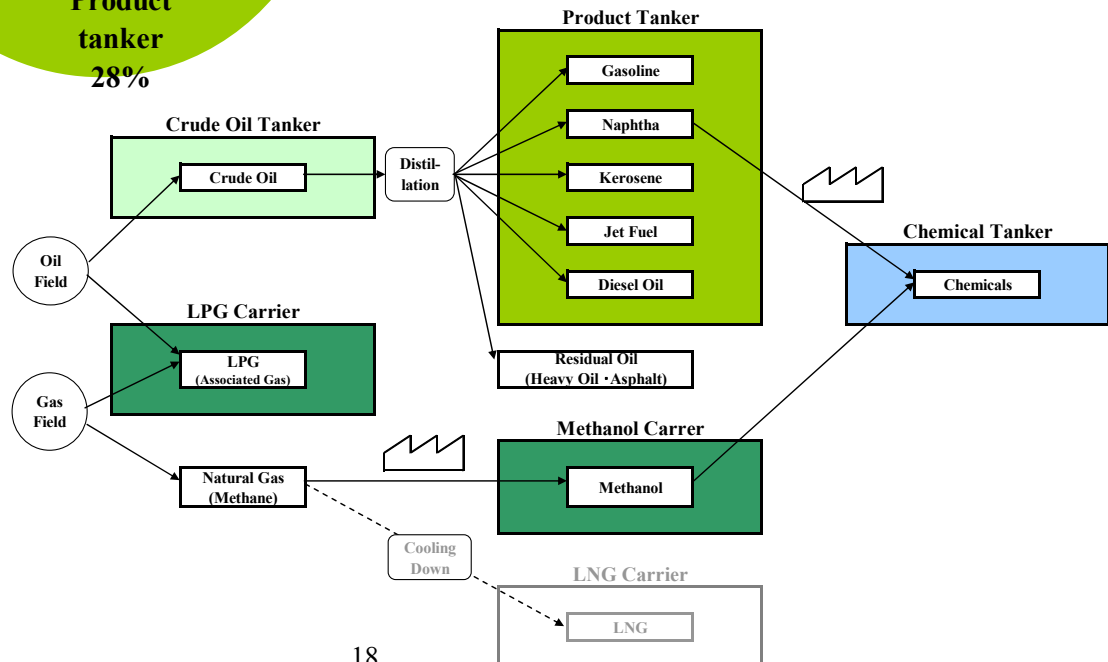 Product
tanker
28%
Product Tanker
Gasoline
Naphtha
Kerosene
Jet Fuel
Diesel Oil
Crude Oil Tanker
Crude Oil
Distil-
lation
Oil
Field
LPG Carrier
LPG
(Associated Gas)
Residual Oil
(Heavy Oil・Asphalt)
Chemical Tanker
Chemicals
Gas
Field
Natural Gas
(Methane)
Methanol Carrer
Methanol
Cooling
Down
LNG Carrier
LNG
18